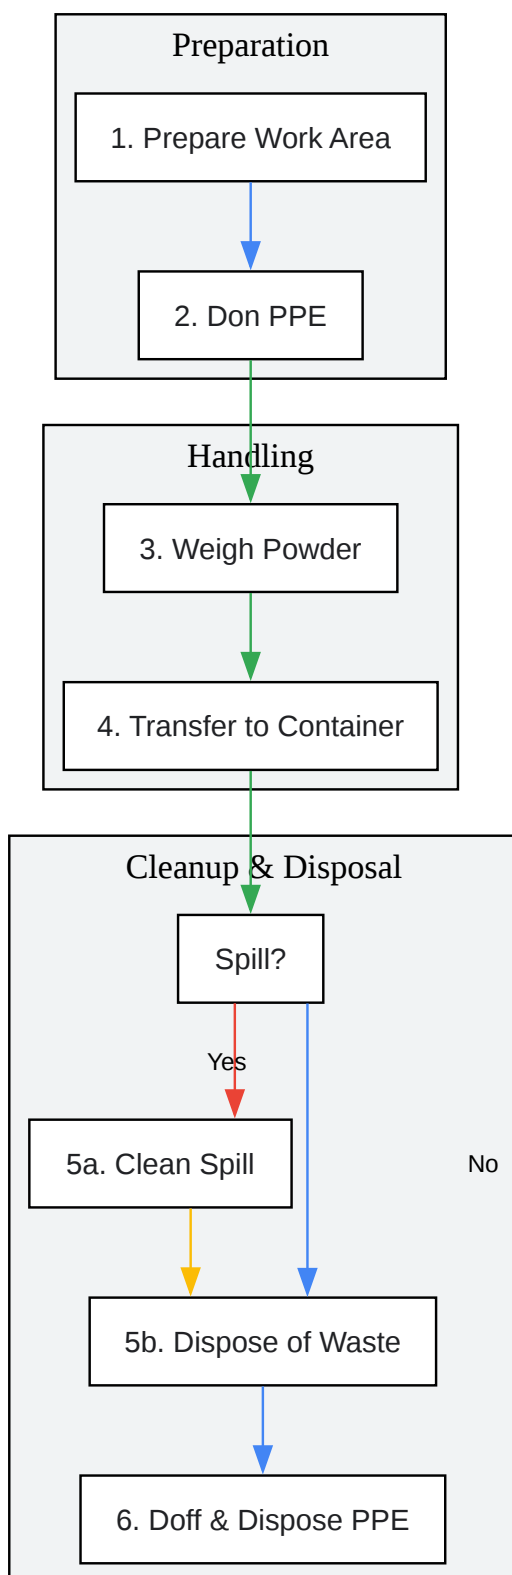 Preparation
1. Prepare Work Area
2. Don PPE
Handling
3. Weigh Powder
4. Transfer to Container
Cleanup & Disposal
Spill?
Yes
5a. Clean Spill
No
5b. Dispose of Waste
6. Doff & Dispose PPE